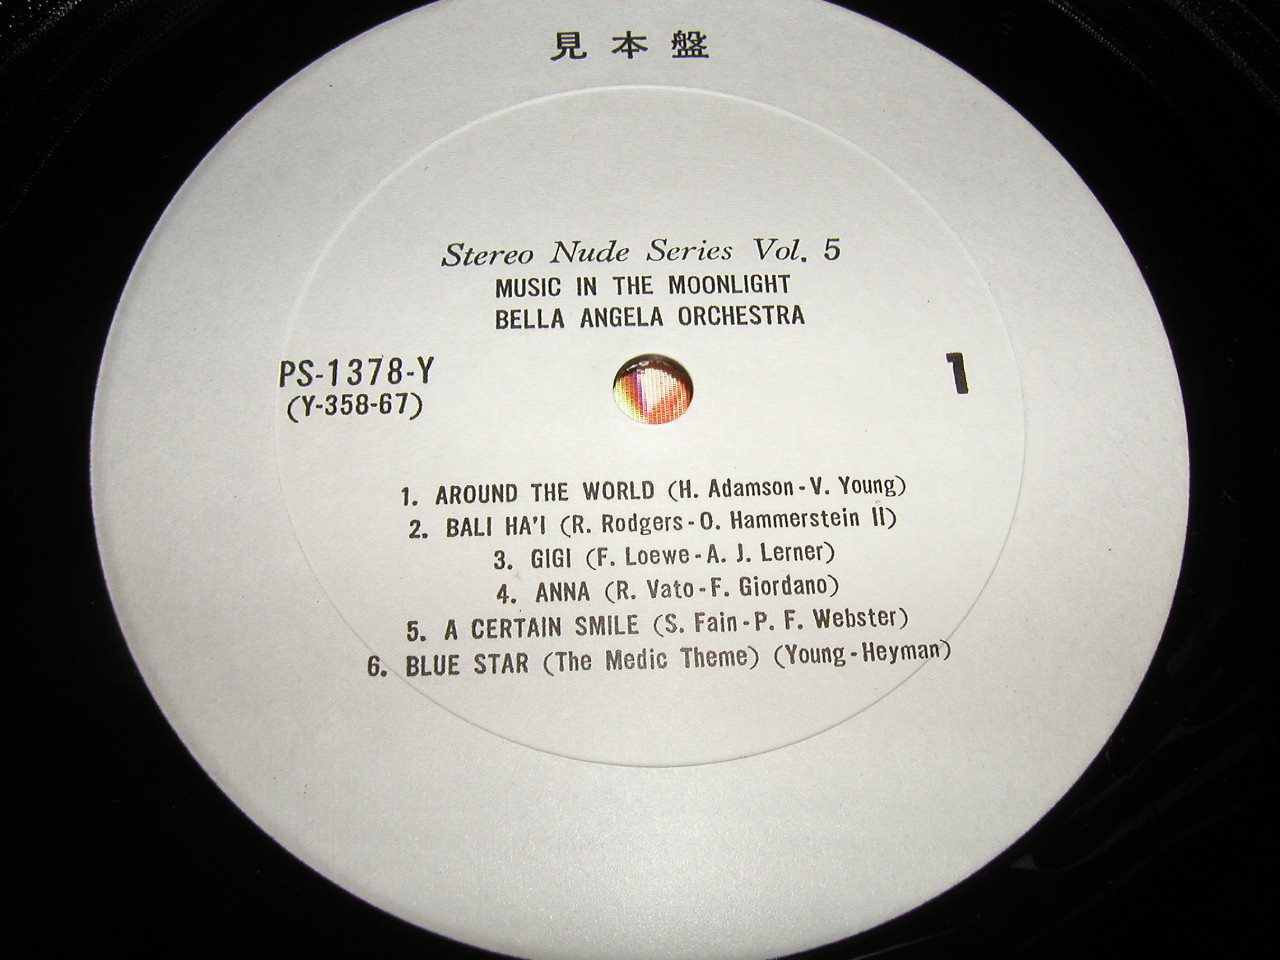 見本盤
Stereo Nude Series Vol. 5
MUSIC IN THE MOONLIGHT
BELLA ANGELA ORCHESTRA
PS-1378-Y
(Y-358-67)
1
1. AROUND THE WORLD (H. Adamson-V. Young)
2. BALI HA'I (R. Rodgers-O. Hammerstein II)
3. GIGI (F. Loewe-A. J. Lerner)
4. ANNA (R. Vato-F. Giordano)
5. A CERTAIN SMILE (S. Fain-P. F. Webster)
6. BLUE STAR (The Medic Theme) (Young-Heyman)